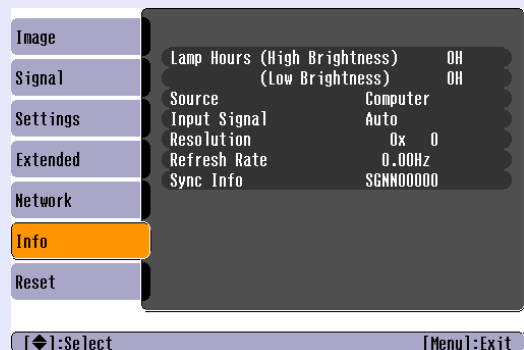 Image
Signal
Settings
Extended
Network
Info
Reset
Lamp Hours (High Brightness) 0H
(Low Brightness) 0H
Source Computer
Input Signal Auto
Resolution 0x 0
Refresh Rate 0.00Hz
Sync Info SGNN00000
[◆]:Select [Menu]:Exit